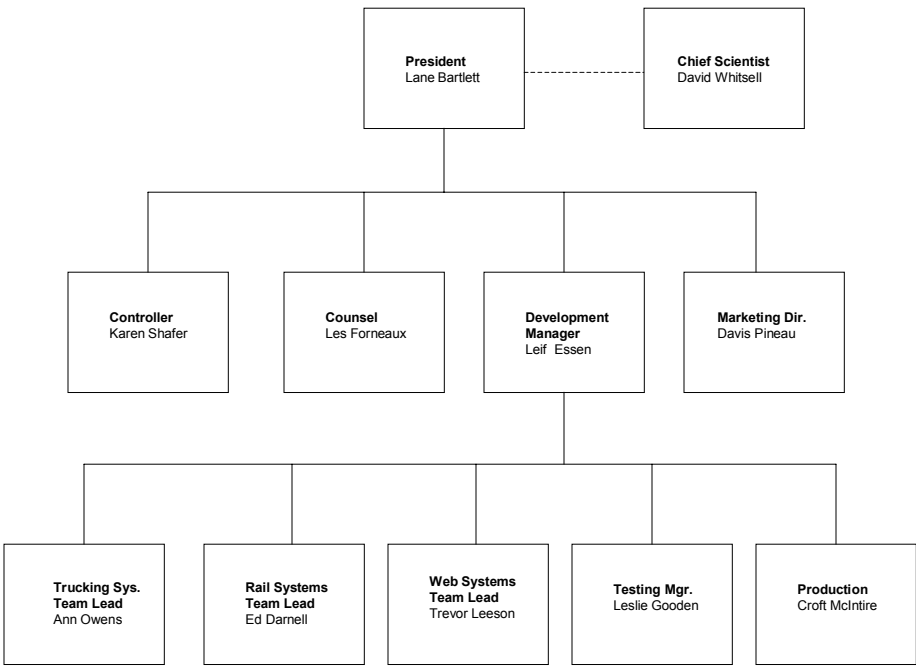 President
Lane Bartlett
Chief Scientist
David Whitsell
Controller
Karen Shafer
Counsel
Les Forneaux
Development
Manager
Leif Essen
Marketing Dir.
Davis Pineau
Trucking Sys.
Team Lead
Ann Owens
Rail Systems
Team Lead
Ed Darnell
Web Systems
Team Lead
Trevor Leeson
Testing Mgr.
Leslie Gooden
Production
Croft McIntire